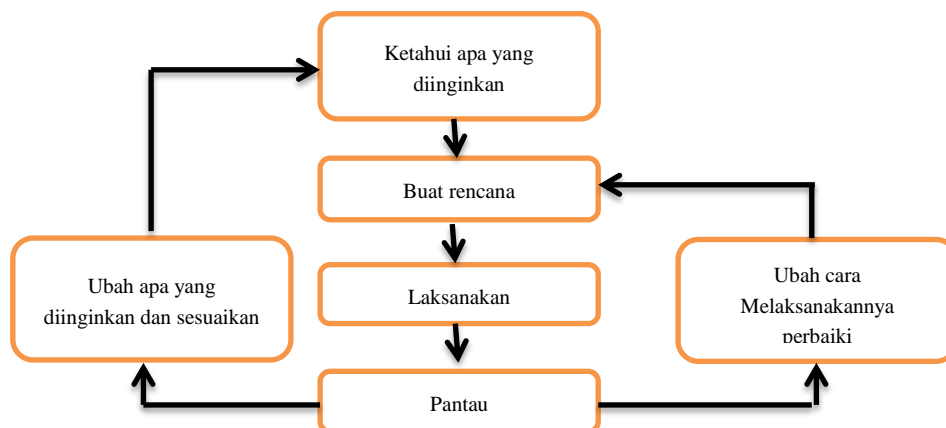 Ketahui apa yang
diinginkan
Buat rencana
Ubah apa yang
diinginkan dan sesuaikan
Laksanakan
Ubah cara
Melaksanakannya
perbaiki
Pantau